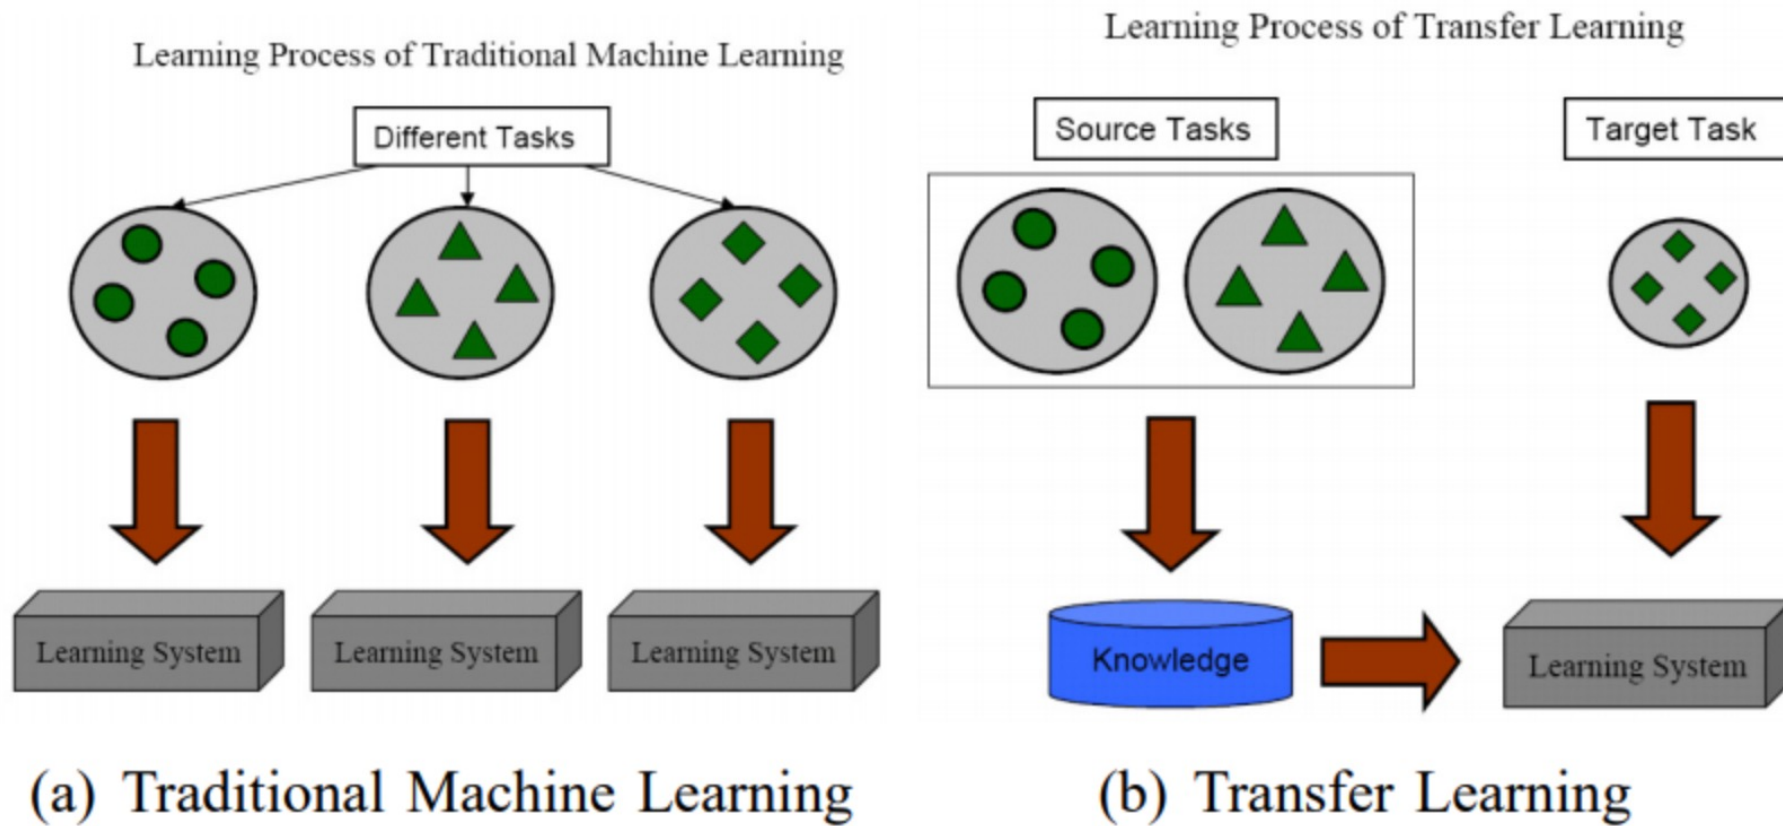 Learning Process of Traditional Machine Learning
Different Tasks
Learning System
Learning System
Learning System
(a) Traditional Machine Learning
Learning Process of Transfer Learning
Source Tasks
Target Task
Knowledge
Learning System
(b) Transfer Learning